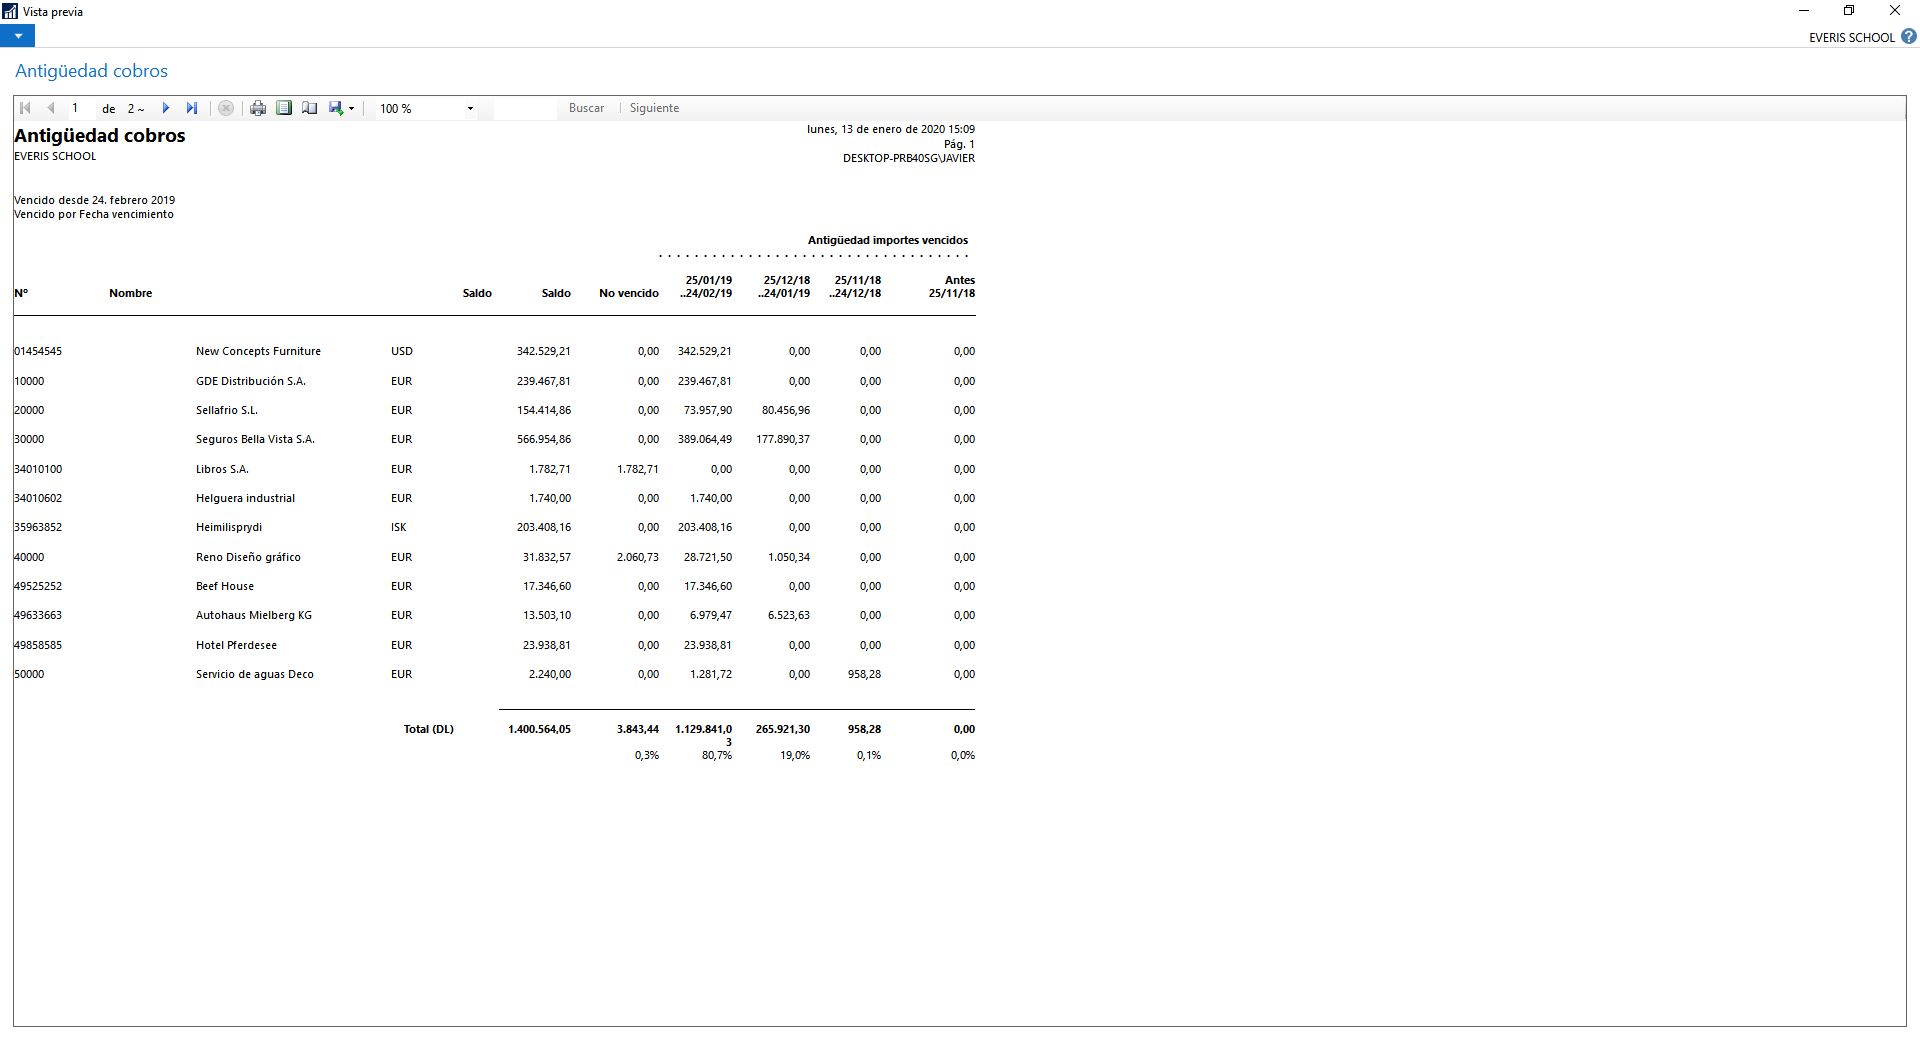 Vista previa
EVERIS SCHOOL ?
Antigüedad cobros
1 de 2 ~ 100 % Buscar | Siguiente
Antigüedad cobros
EVERIS SCHOOL
lunes, 13 de enero de 2020 15:09
Pág. 1
DESKTOP-PRB40SG\JAVIER
Vencido desde 24. febrero 2019
Vencido por Fecha vencimiento
Antigüedad importes vencidos
. . . . . . . . . . . . . . . . . . . . . . . . . . . . . . . . . . . .
25/01/19 25/12/18 25/11/18 Antes
Nº Nombre Saldo Saldo No vencido ..24/02/19 ..24/01/19 ..24/12/18 25/11/18
01454545 New Concepts Furniture USD 342.529,21 0,00 342.529,21 0,00 0,00 0,00
10000 GDE Distribución S.A. EUR 239.467,81 0,00 239.467,81 0,00 0,00 0,00
20000 Sellafrio S.L. EUR 154.414,86 0,00 73.957,90 80.456,96 0,00 0,00
30000 Seguros Bella Vista S.A. EUR 566.954,86 0,00 389.064,49 177.890,37 0,00 0,00
34010100 Libros S.A. EUR 1.782,71 1.782,71 0,00 0,00 0,00 0,00
34010602 Helguera industrial EUR 1.740,00 0,00 1.740,00 0,00 0,00 0,00
35963852 Heimilisprydi ISK 203.408,16 0,00 203.408,16 0,00 0,00 0,00
40000 Reno Diseño gráfico EUR 31.832,57 2.060,73 28.721,50 1.050,34 0,00 0,00
49525252 Beef House EUR 17.346,60 0,00 17.346,60 0,00 0,00 0,00
49633663 Autohaus Mielberg KG EUR 13.503,10 0,00 6.979,47 6.523,63 0,00 0,00
49858585 Hotel Pferdesee EUR 23.938,81 0,00 23.938,81 0,00 0,00 0,00
50000 Servicio de aguas Deco EUR 2.240,00 0,00 1.281,72 0,00 958,28 0,00
Total (DL) 1.400.564,05 3.843,44 1.129.841,0 265.921,30 958,28 0,00
3
0,3% 80,7% 19,0% 0,1% 0,0%